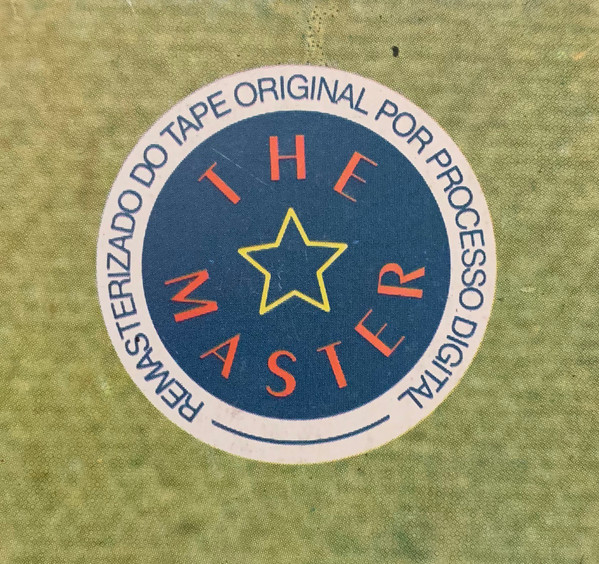 REMASTERIZADO DO TAPE ORIGINAL POR PROCESSO DIGITAL
THE
MASTER